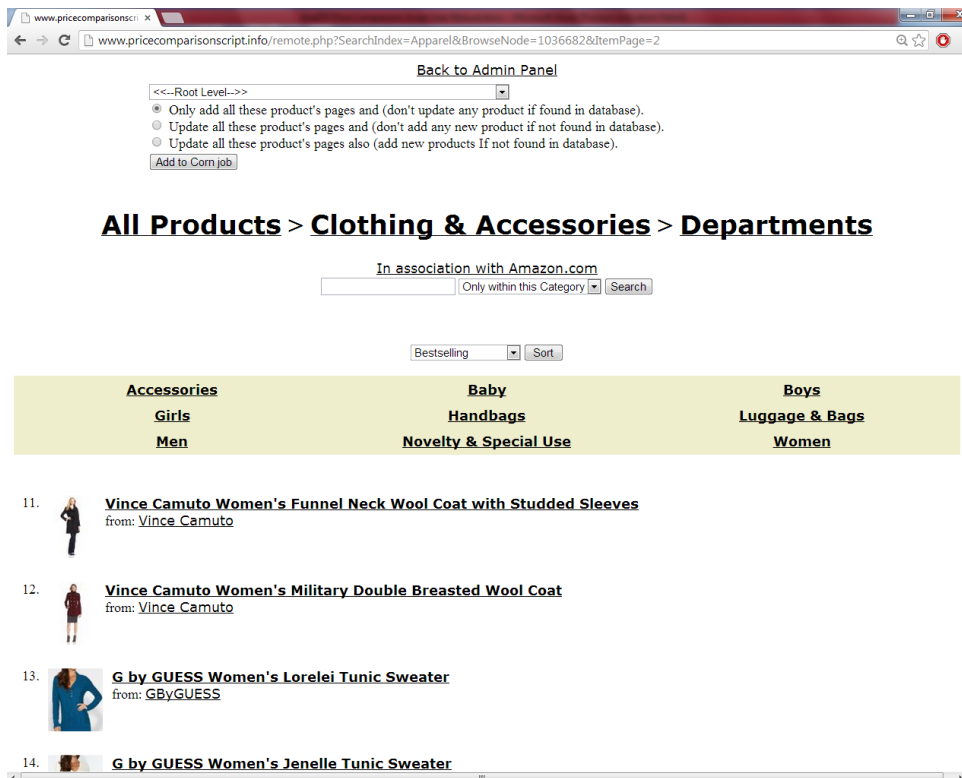 www.pricecomparisonscri
www.pricecomparisonscript.info/remote.php?SearchIndex=Apparel&BrowseNode=1036682&ItemPage=2
Back to Admin Panel
<<--Root Level-->>
Only add all these product's pages and (don't update any product if found in database).
Update all these product's pages and (don't add any new product if not found in database).
Update all these product's pages also (add new products If not found in database).
Add to Corn job
All Products > Clothing & Accessories > Departments
In association with Amazon.com
Only within this Category Search
Bestselling Sort
Accessories Baby Boys
Girls Handbags Luggage & Bags
Men Novelty & Special Use Women
11. Vince Camuto Women's Funnel Neck Wool Coat with Studded Sleeves
from: Vince Camuto
12. Vince Camuto Women's Military Double Breasted Wool Coat
from: Vince Camuto
13. G by GUESS Women's Lorelei Tunic Sweater
from: GByGUESS
14. G by GUESS Women's Jenelle Tunic Sweater